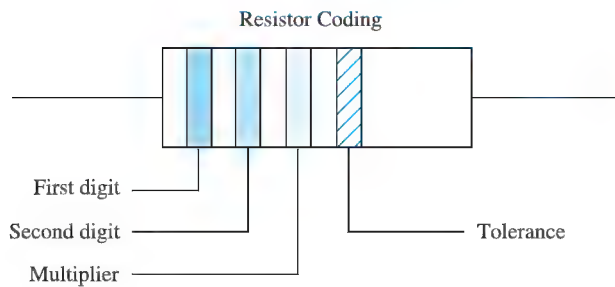 Resistor Coding
First digit
Second digit
Tolerance
Multiplier